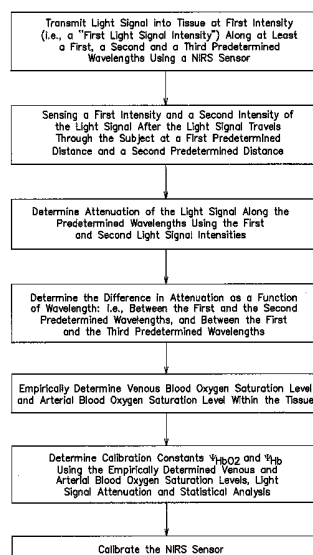 Transmit Light Signal into Tissue at First Intensity
(i.e., a "First Light Signal Intensity") Along at Least
a First, a Second and a Third Predetermined
Wavelengths Using a NIRS Sensor
Sensing a First Intensity and a Second Intensity of
the Light Signal After the Light Signal Travels
Through the Subject at a First Predetermined
Distance and a Second Predetermined Distance
Determine Attenuation of the Light Signal Along the
Predetermined Wavelengths Using the First
and Second Light Signal Intensities
Determine the Difference in Attenuation as a Function
of Wavelength: i.e., Between the First and the Second
Predetermined Wavelengths, and Between the First
and the Third Predetermined Wavelengths
Empirically Determine Venous Blood Oxygen Saturation Level
and Arterial Blood Oxygen Saturation Level Within the Tissue
Determine Calibration Constants ΨHbO2 and ΨHb
Using the Empirically Determined Venous and
Arterial Blood Oxygen Saturation Levels, Light
Signal Attenuation and Statistical Analysis
Calibrate the NIRS Sensor